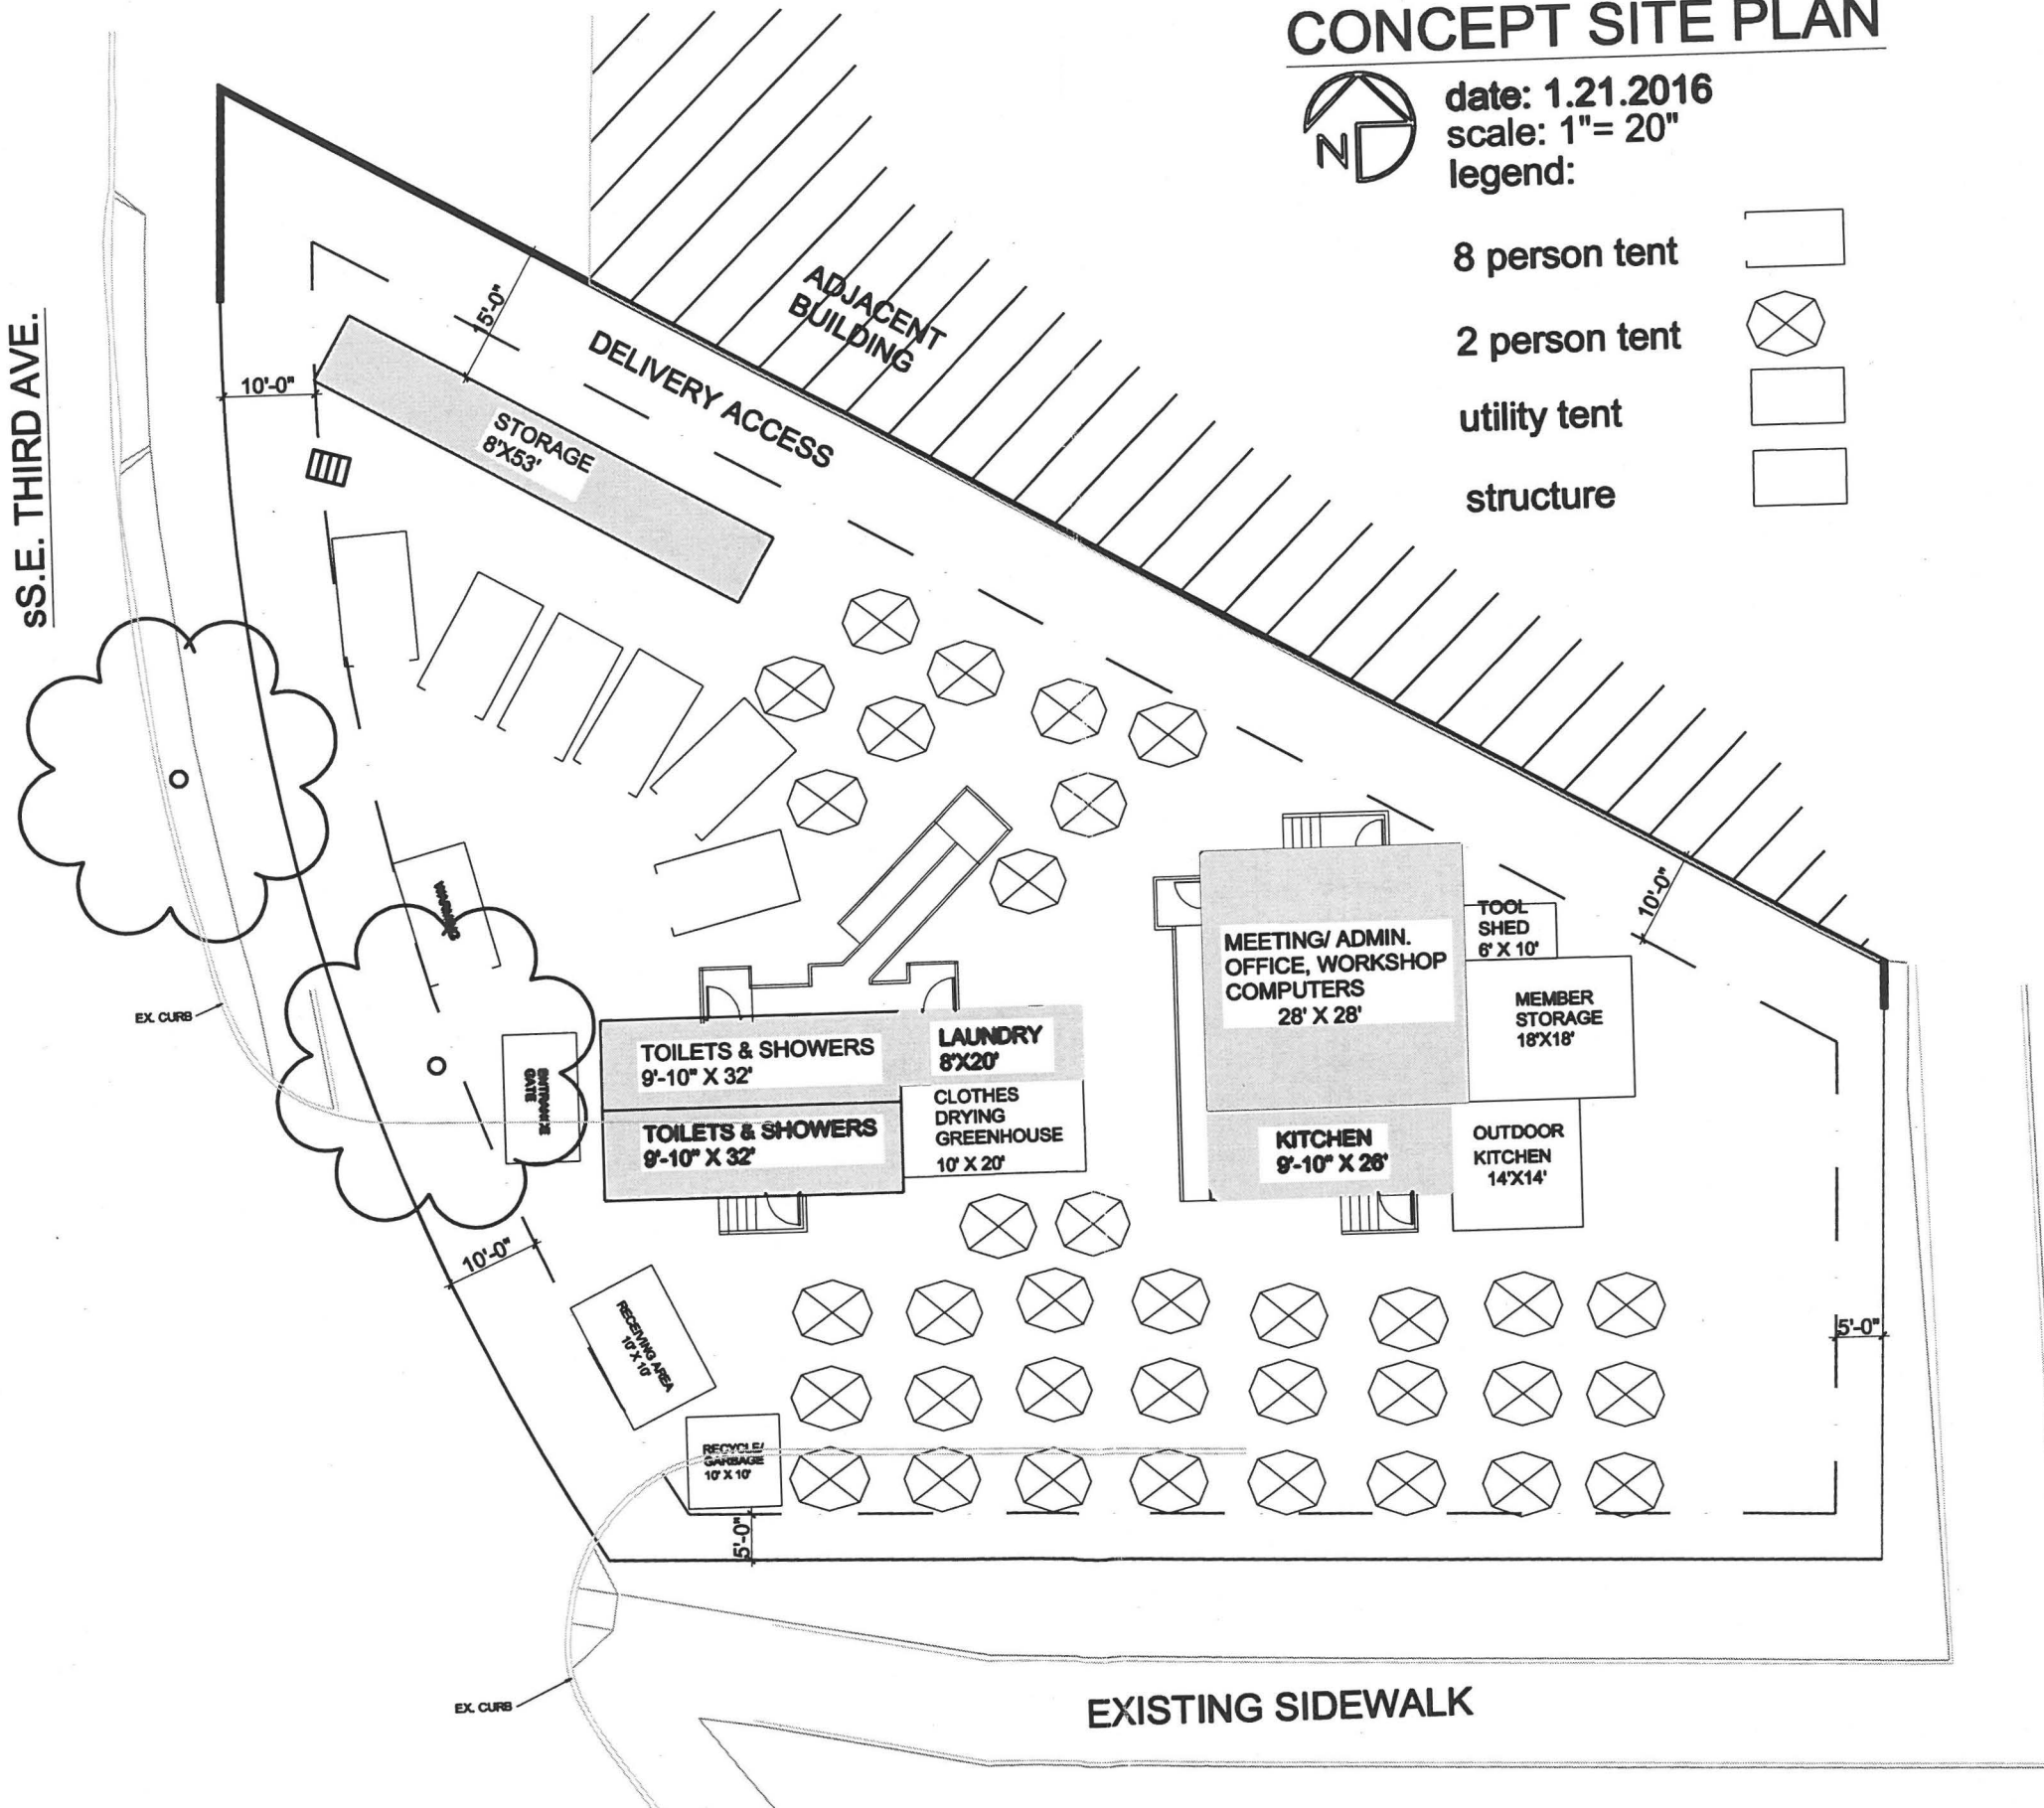 CONCEPT SITE PLAN
N
date: 1.21.2016
scale: 1"= 20"
legend:
8 person tent
2 person tent
utility tent
structure
sS.E. THIRD AVE.
ADJACENT
BUILDING
15'-0"
DELIVERY ACCESS
10'-0"
STORAGE
8'X53'
10'-0"
WARMING
TOOL
SHED
6' X 10'
MEETING/ ADMIN.
OFFICE, WORKSHOP
COMPUTERS
28' X 28'
MEMBER
STORAGE
18'X18'
EX. CURB
TOILETS & SHOWERS
9'-10" X 32'
LAUNDRY
8'X20'
ENTRANCE
GATE
CLOTHES
DRYING
GREENHOUSE
10' X 20'
TOILETS & SHOWERS
9'-10" X 32'
KITCHEN
9'-10" X 26'
OUTDOOR
KITCHEN
14'X14'
10'-0"
RECEIVING AREA
10' X 10'
5'-0"
RECYCLE/
GARBAGE
10' X 10'
5'-0"
EX. CURB
EXISTING SIDEWALK